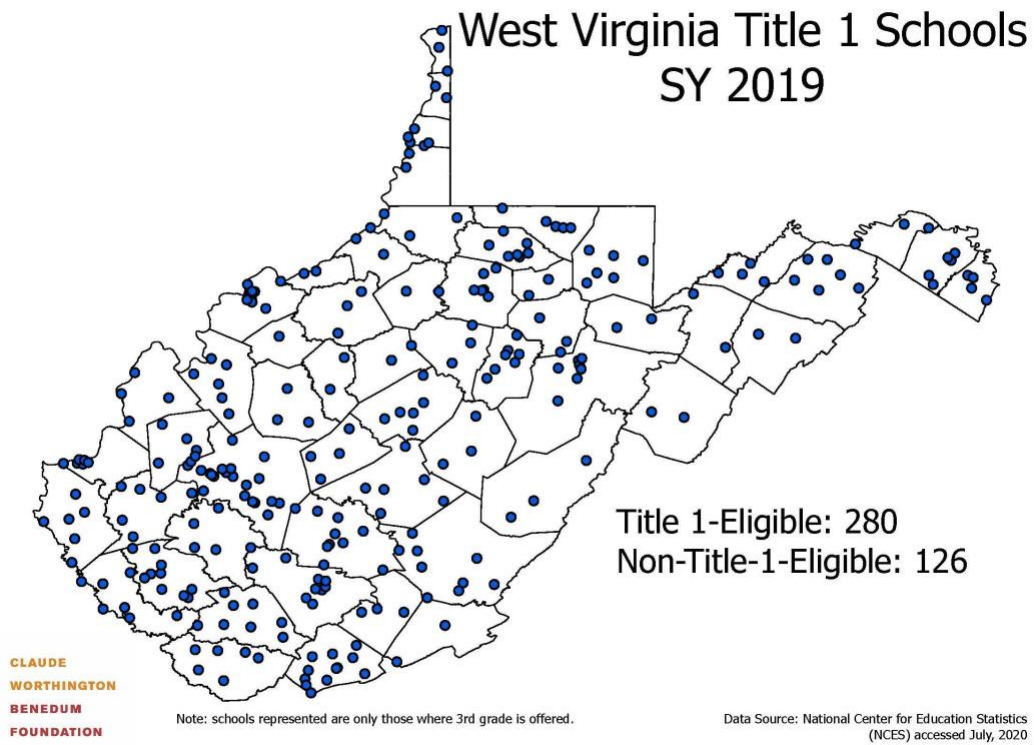 West Virginia Title 1 Schools
SY 2019
Title 1-Eligible: 280
Non-Title-1-Eligible: 126
CLAUDE
WORTHINGTON
BENEDUM
FOUNDATION
Note: schools represented are only those where 3rd grade is offered.
Data Source: National Center for Education Statistics
(NCES) accessed July, 2020